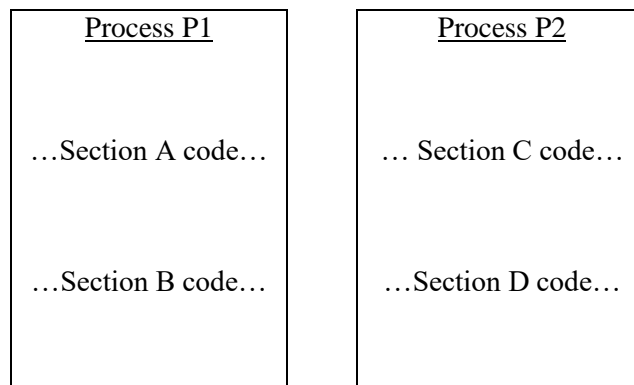 Process P1
…Section A code…
…Section B code…
Process P2
… Section C code…
…Section D code…